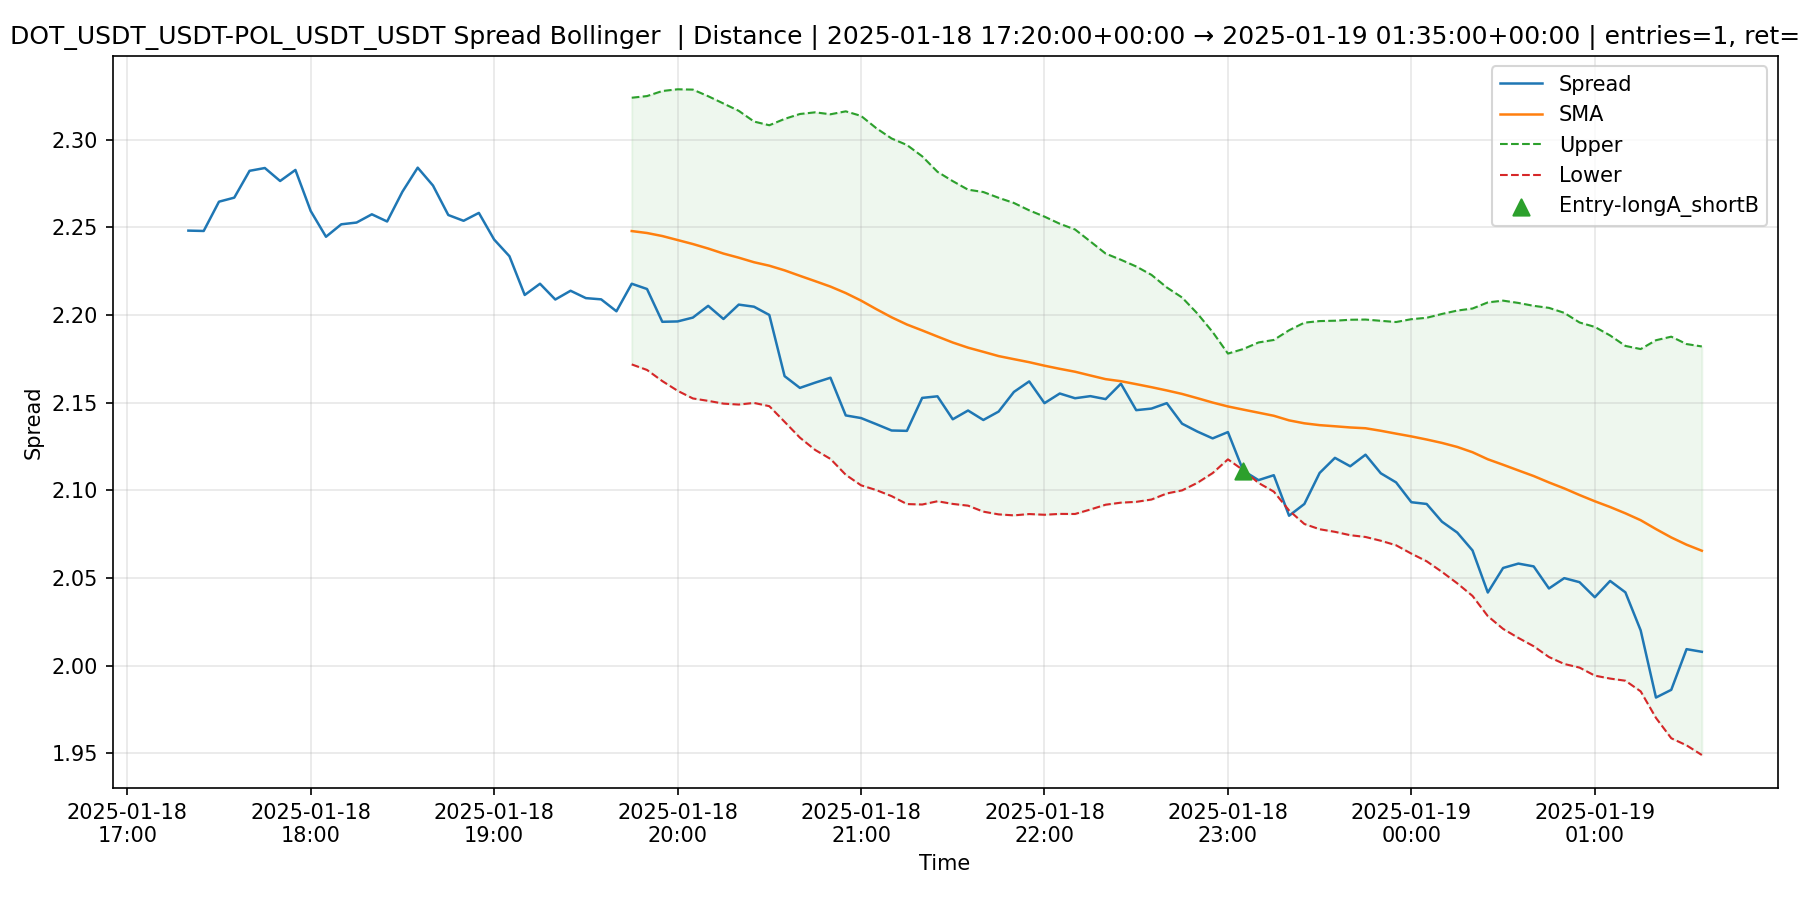 DOT_USDT_USDT-POL_USDT_USDT Spread Bollinger | Distance | 2025-01-18 17:20:00+00:00 → 2025-01-19 01:35:00+00:00 | entries=1, ret=
Spread
SMA
Upper
Lower
Entry-longA_shortB
2.30
2.25
2.20
2.15
2.10
2.05
2.00
1.95
Spread
2025-01-18 2025-01-18 2025-01-18 2025-01-18 2025-01-18 2025-01-18 2025-01-18 2025-01-19 2025-01-19
17:00 18:00 19:00 20:00 21:00 22:00 23:00 00:00 01:00
Time